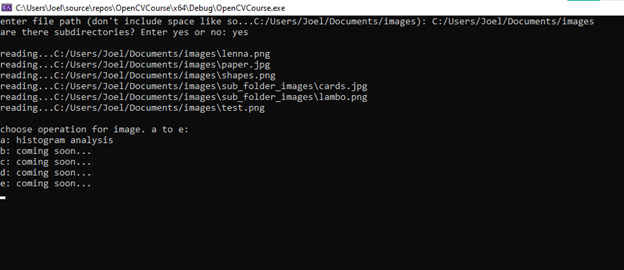 C:\Users\Joel\source\repos\OpenCVCourse\x64\Debug\OpenCVCourse.exe
enter file path (don't include space like so...C:/Users/Joel/Documents/images): C:/Users/Joel/Documents/images
are there subdirectories? Enter yes or no: yes
reading...C:/Users/Joel/Documents/images\lenna.png
reading...C:/Users/Joel/Documents/images\paper.jpg
reading...C:/Users/Joel/Documents/images\shapes.png
reading...C:/Users/Joel/Documents/images\sub_folder_images\cards.jpg
reading...C:/Users/Joel/Documents/images\sub_folder_images\lambo.png
reading...C:/Users/Joel/Documents/images\test.png
choose operation for image. a to e:
a: histogram analysis
b: coming soon...
c: coming soon...
d: coming soon...
e: coming soon...